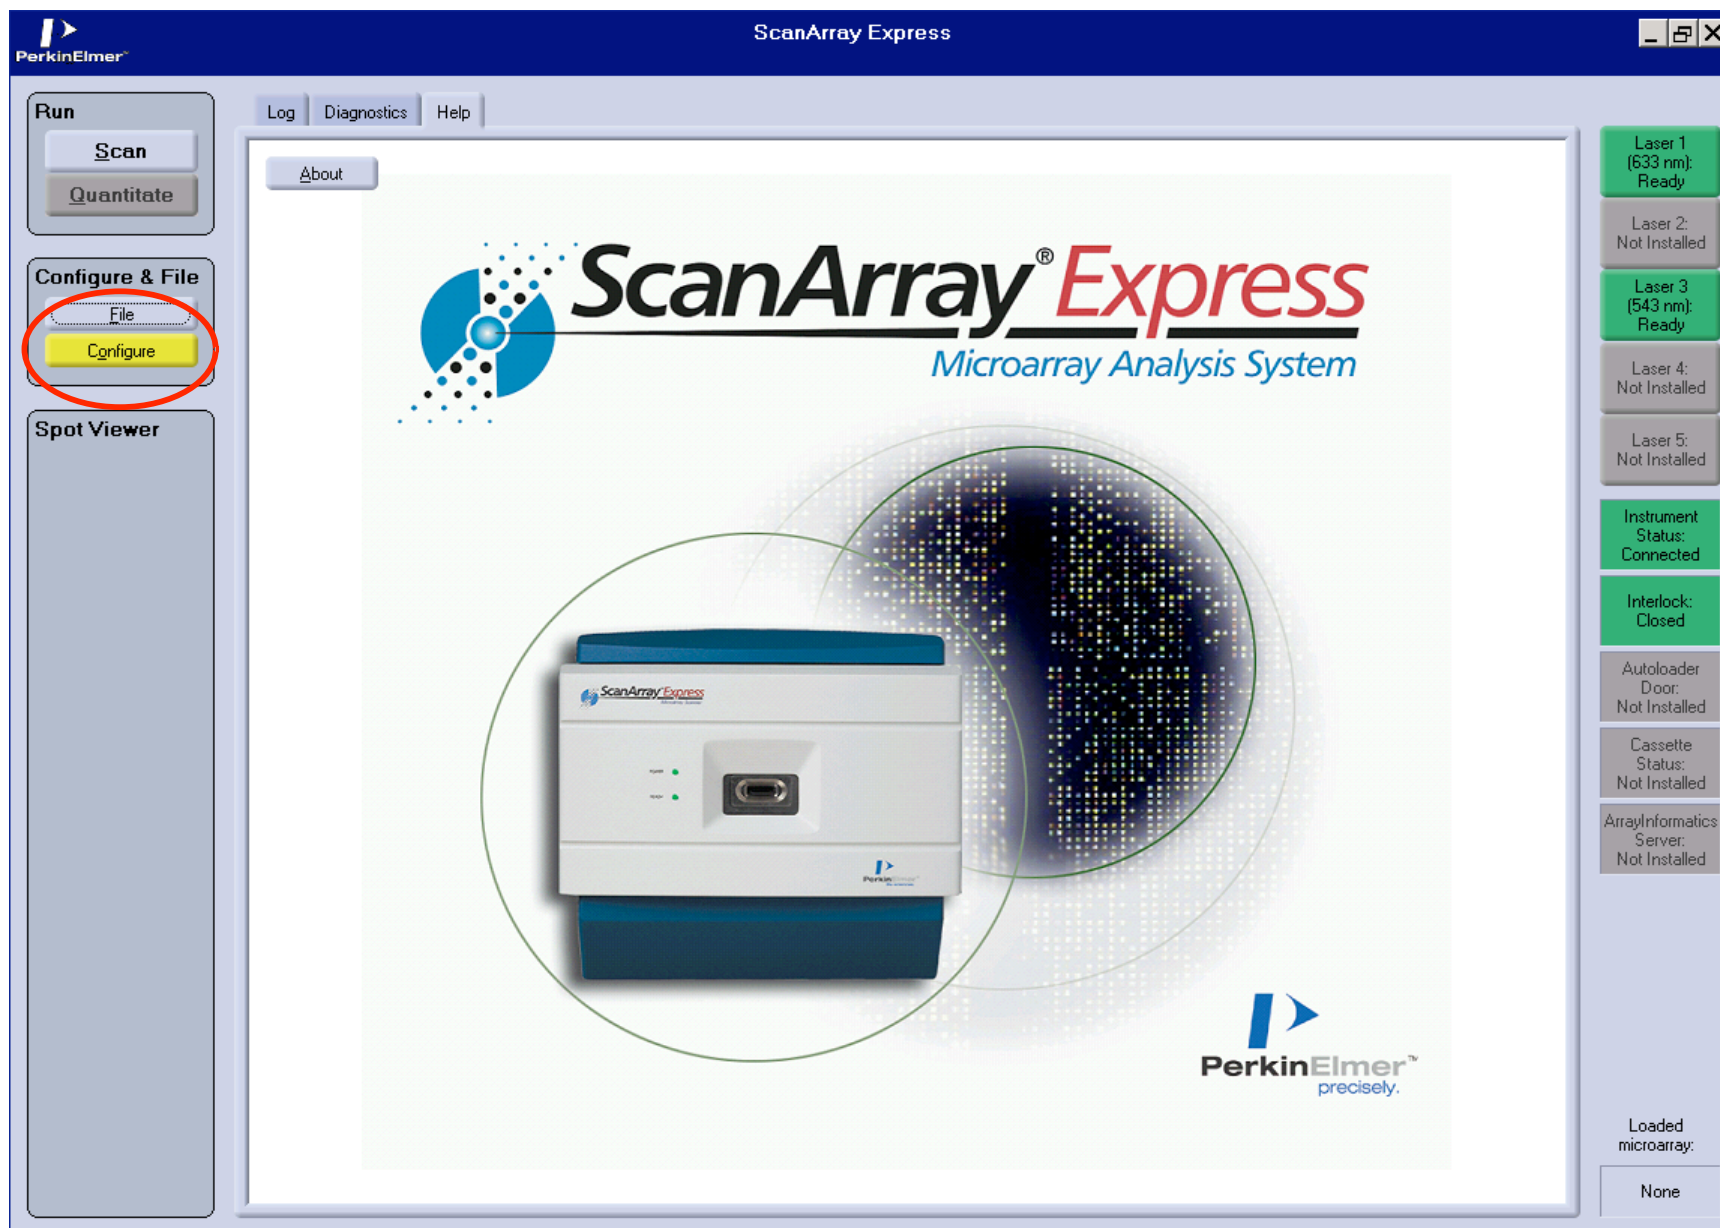 ScanArray Express
PerkinElmer™
Run
Scan
Quantitate
Configure & File
File
Configure
Spot Viewer
Log
Diagnostics
Help
About
ScanArray® Express
Microarray Analysis System
ScanArray Express
PerkinElmer
PerkinElmer™
precisely.
Laser 1
(633 nm):
Ready
Laser 2:
Not Installed
Laser 3
(543 nm):
Ready
Laser 4:
Not Installed
Laser 5:
Not Installed
Instrument
Status:
Connected
Interlock:
Closed
Autoloader
Door:
Not Installed
Cassette
Status:
Not Installed
ArrayInformatics
Server:
Not Installed
Loaded
microarray:
None